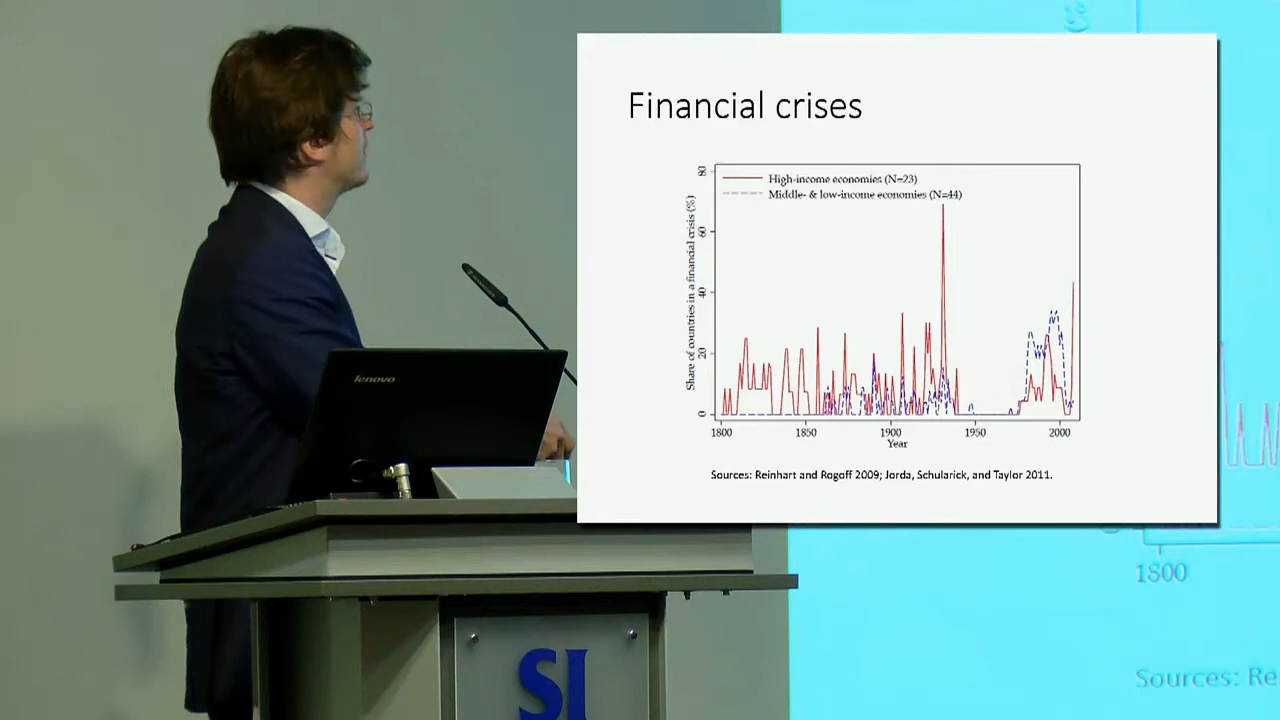 Financial crises
High-income economies (N=23)
Middle- & low-income economies (N=44)
Share of countries in a financial crisis (%)
80
60
40
20
0
1800 1850 1900 1950 2000
Year
Sources: Reinhart and Rogoff 2009; Jorda, Schularick, and Taylor 2011.
lenovo
SI
1800
Sources: Re